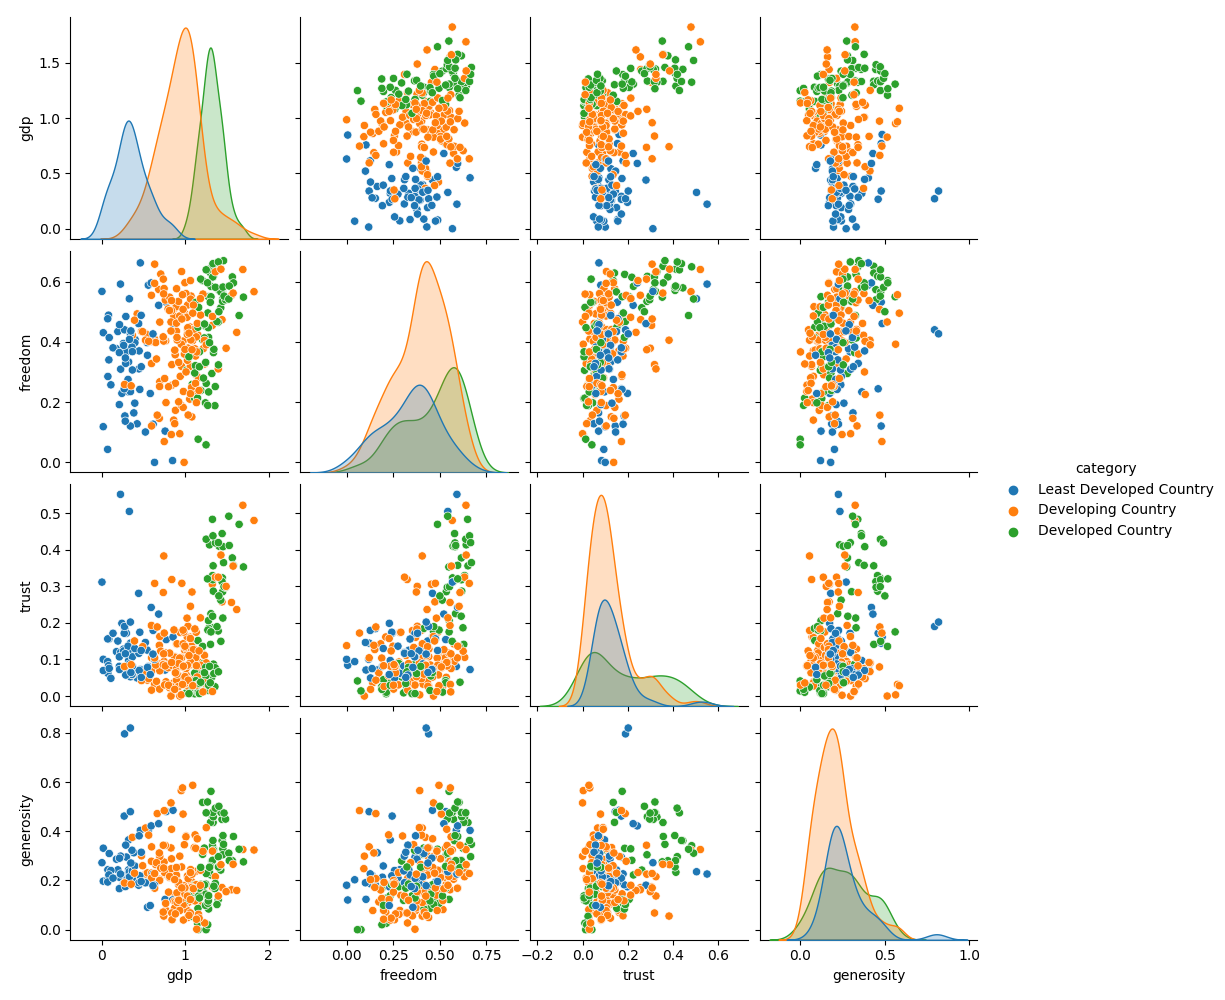 gdp
1.5
1.0
0.5
0.0
freedom
0.6
0.4
0.2
0.0
category
Least Developed Country
Developing Country
Developed Country
trust
0.5
0.4
0.3
0.2
0.1
0.0
generosity
0.8
0.6
0.4
0.2
0.0
0 1 2
0.00 0.25 0.50 0.75
−0.2 0.0 0.2 0.4 0.6
0.0 0.5 1.0
gdp freedom trust generosity